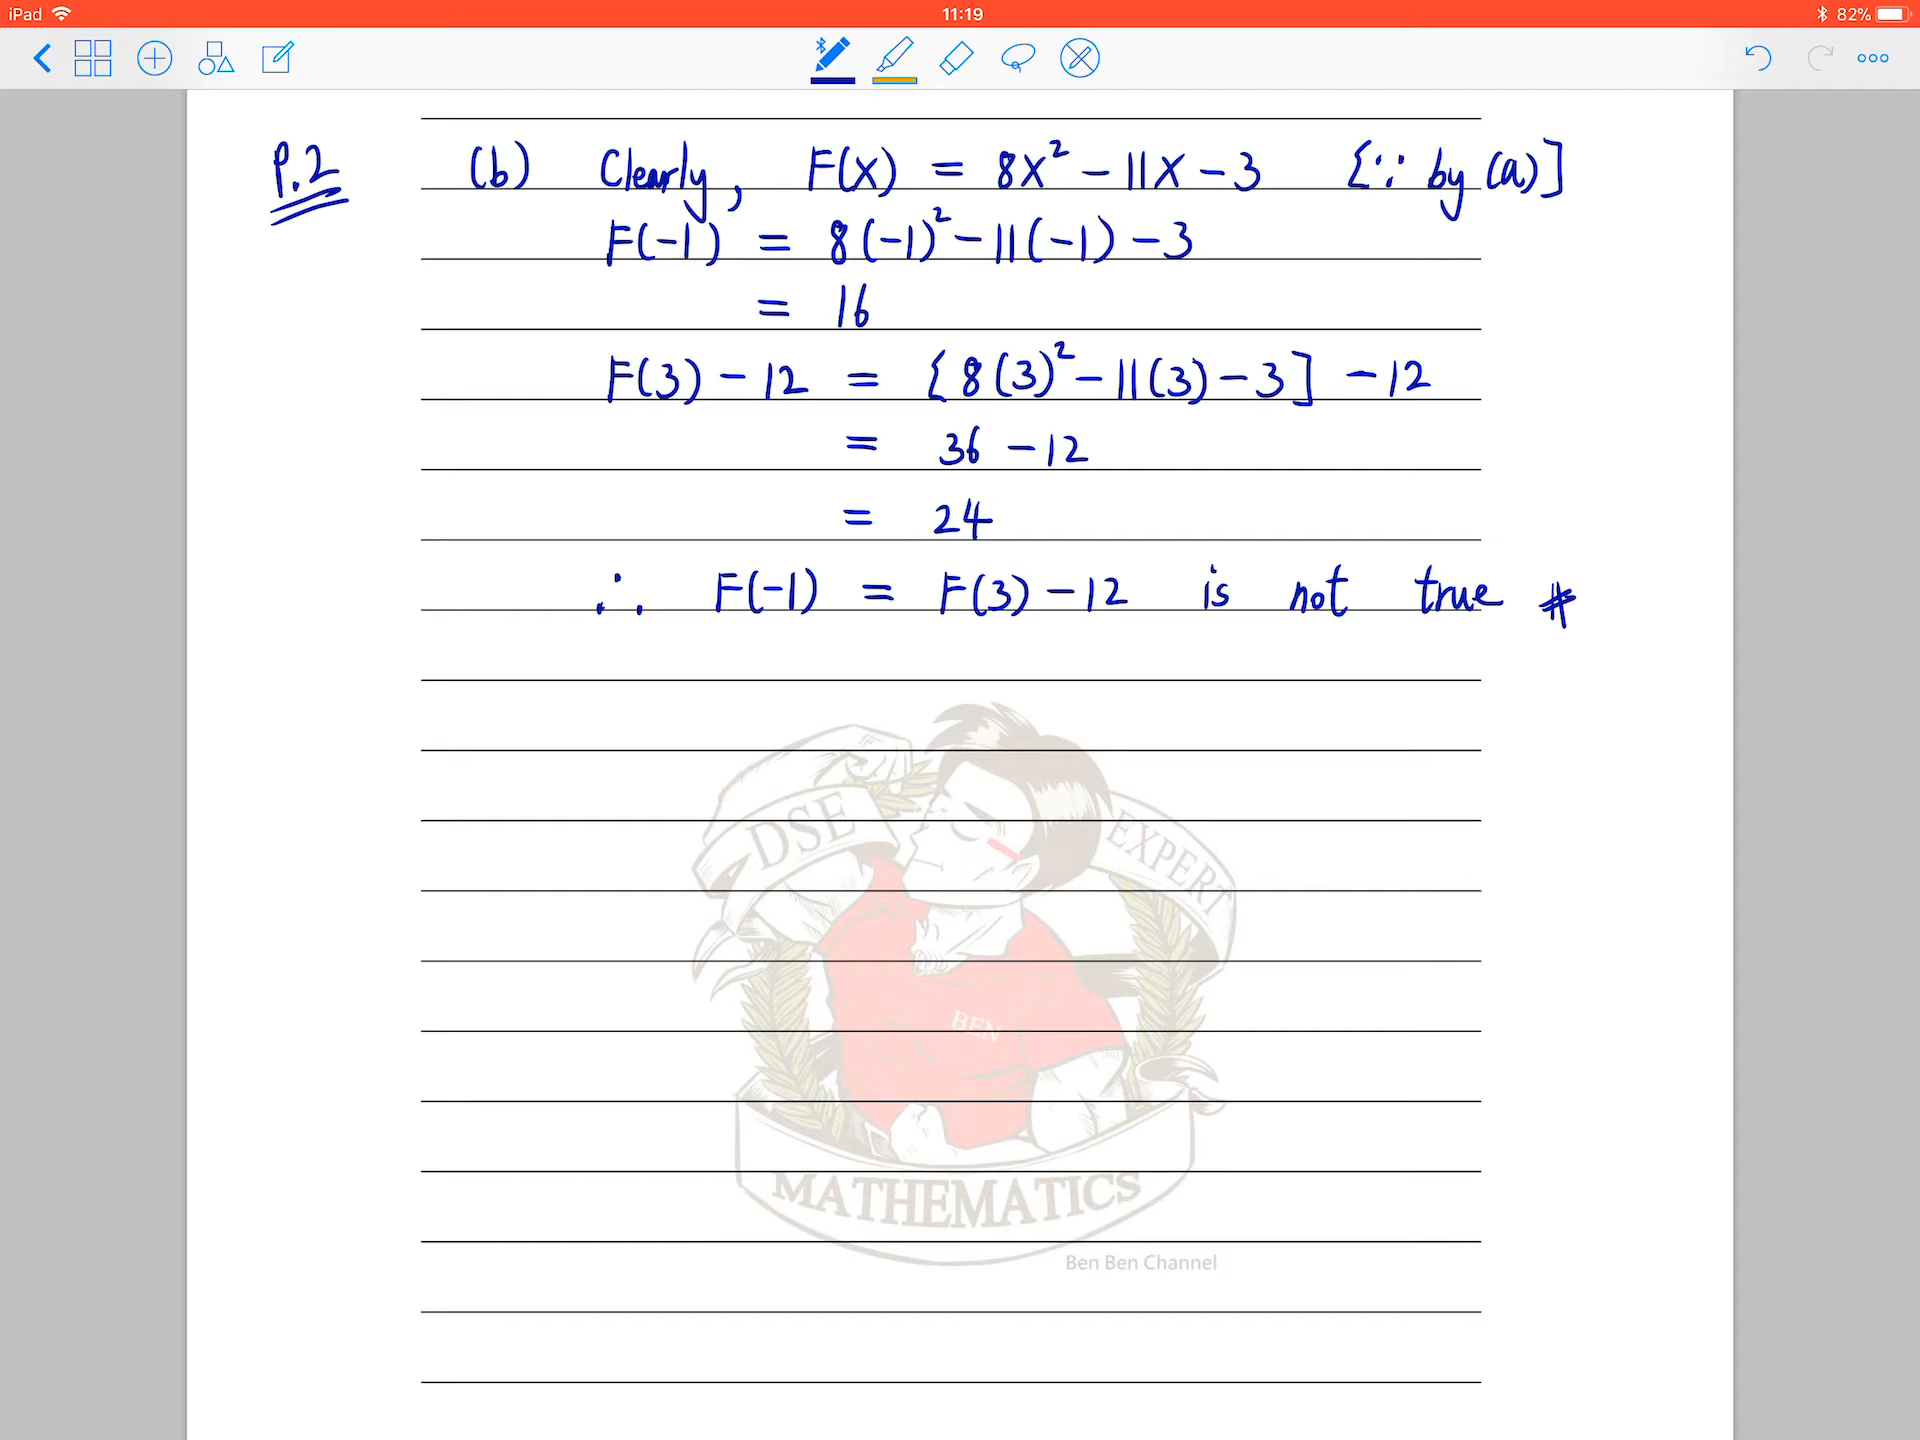 iPad 11:19 82%
P.2 (b) Clearly, F(x) = 8x² - 11x - 3 [∵ by (a)]
F(-1) = 8(-1)² - 11(-1) - 3
= 16
F(3) - 12 = [8(3)² - 11(3) - 3] - 12
= 36 - 12
= 24
∴ F(-1) = F(3) - 12 is not true #
DSE EXPERT
BEN
MATHEMATICS
Ben Ben Channel